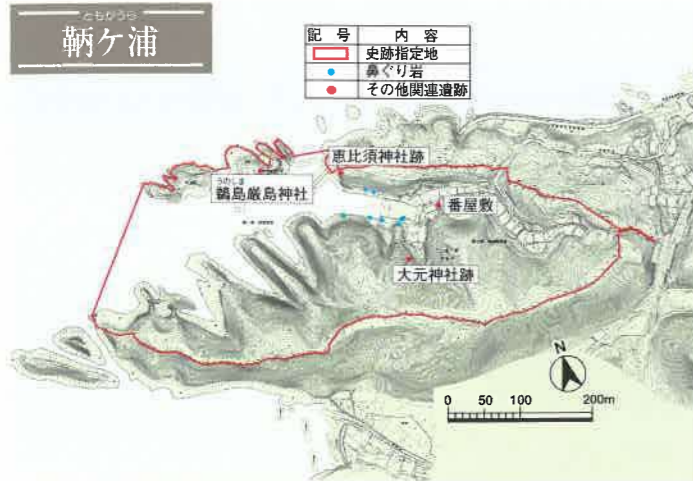 ともがうら
鞆ケ浦
記号 内容
史跡指定地
鼻ぐり岩
その他関連遺跡
恵比須神社跡
うのしま
鵜島厳島神社
番屋敷
大元神社跡
N
0 50 100 200m